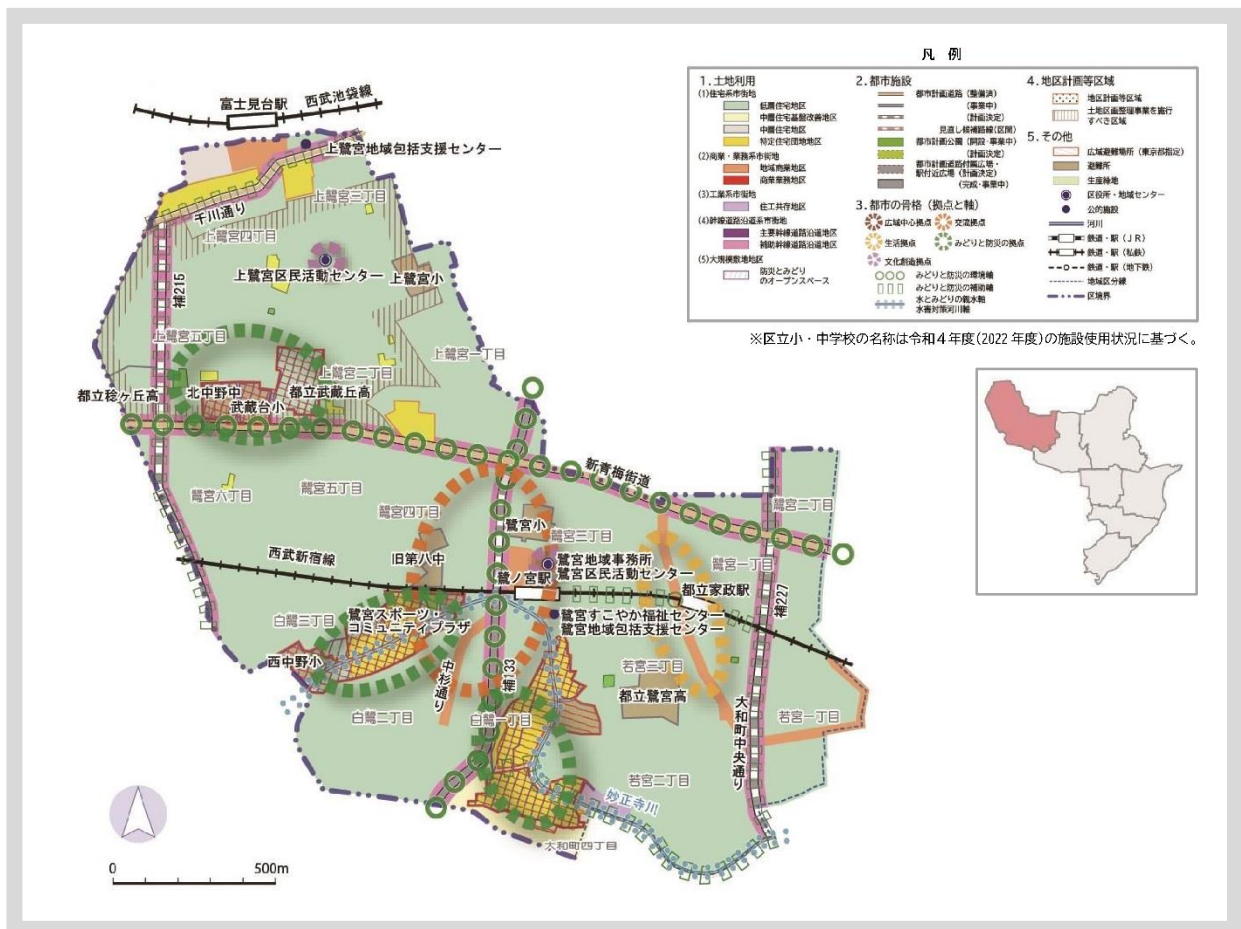 凡 例
1. 土地利用
(1)住宅系市街地
低層住宅地区
中層住宅基盤改善地区
中層住宅地区
特定住宅団地地区
(2)商業・業務系市街地
地域商業地区
商業業務地区
(3)工業系市街地
住工共存地区
(4)幹線道路沿道系市街地
主要幹線道路沿道地区
補助幹線道路沿道地区
(5)大規模敷地地区
防災とみどり
のオープンスペース
2. 都市施設
都市計画道路(整備済)
(事業中)
(計画決定)
見直し候補路線(区間)
都市計画公園(開設・事業中)
(計画決定)
都市計画道路付属広場・
駅付近広場(計画決定)
(完成・事業中)
3. 都市の骨格(拠点と軸)
広域中心拠点
交流拠点
生活拠点
みどりと防災の拠点
文化創造拠点
みどりと防災の環境軸
みどりと防災の補助軸
水とみどりの親水軸
水害対策河川軸
4. 地区計画等区域
地区計画等区域
土地区画整理事業を施行
すべき区域
5. その他
広域避難場所(東京都指定)
避難所
生産緑地
区役所・地域センター
公的施設
河川
鉄道・駅(JR)
鉄道・駅(私鉄)
鉄道・駅(地下鉄)
地域区分線
区境界
※区立小・中学校の名称は令和4年度(2022年度)の施設使用状況に基づく。
富士見台駅
西武池袋線
上鷺宮地域包括支援センター
千川通り
上鷺宮三丁目
上鷺宮四丁目
上鷺宮区民活動センター
上鷺宮小
補215
上鷺宮五丁目
上鷺宮一丁目
上鷺宮二丁目
都立稔ヶ丘高
北中野中
都立武蔵丘高
武蔵台小
新青梅街道
鷺宮六丁目
鷺宮五丁目
鷺宮四丁目
鷺宮小
鷺宮三丁目
鷺宮二丁目
西武新宿線
旧第八中
鷺宮地域事務所
鷺宮区民活動センター
鷺宮一丁目
鷺ノ宮駅
都立家政駅
補227
白鷺三丁目
鷺宮スポーツ・
コミュニティプラザ
鷺宮すこやか福祉センター
鷺宮地域包括支援センター
西中野小
中杉通り
補133
若宮三丁目
都立鷺宮高
白鷺二丁目
白鷺一丁目
大和町中央通り
若宮一丁目
若宮二丁目
妙正寺川
大和町四丁目
0
500m